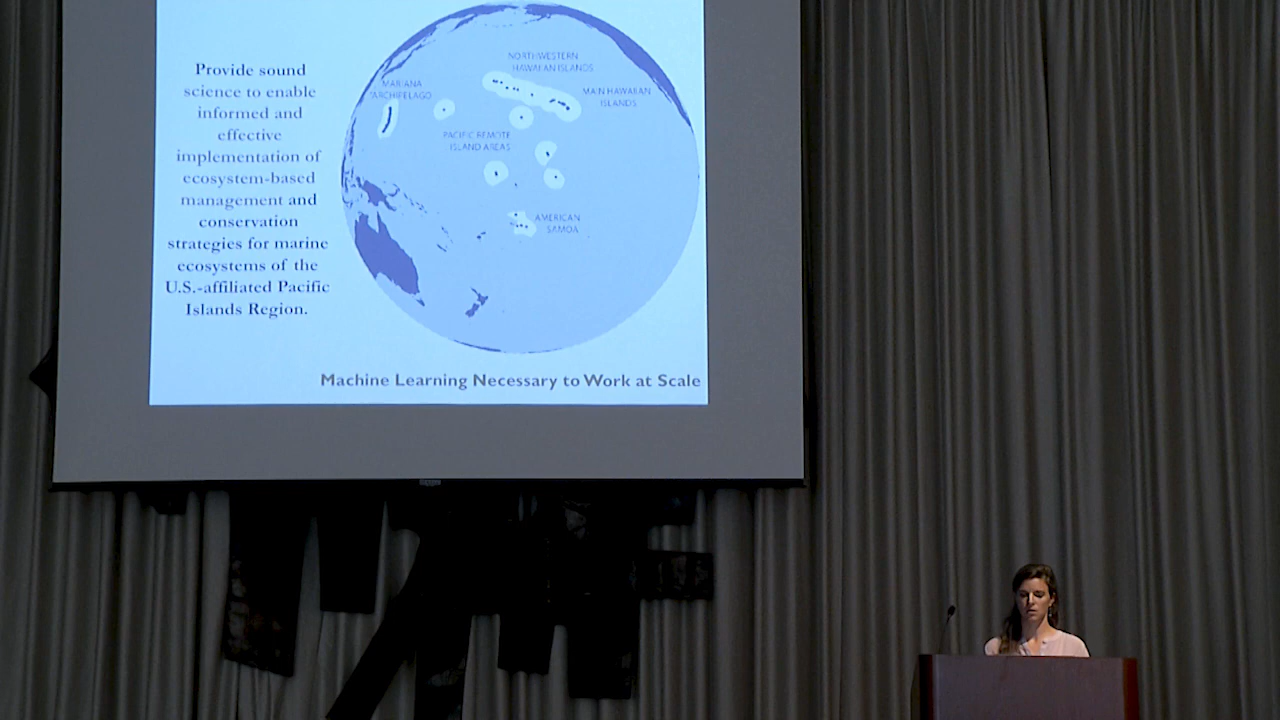 Provide sound
science to enable
informed and
effective
implementation of
ecosystem-based
management and
conservation
strategies for marine
ecosystems of the
U.S.-affiliated Pacific
Islands Region.
NORTHWESTERN
HAWAIIAN ISLANDS
MARIANA
ARCHIPELAGO
MAIN HAWAIIAN
ISLANDS
PACIFIC REMOTE
ISLAND AREAS
AMERICAN
SAMOA
Machine Learning Necessary to Work at Scale